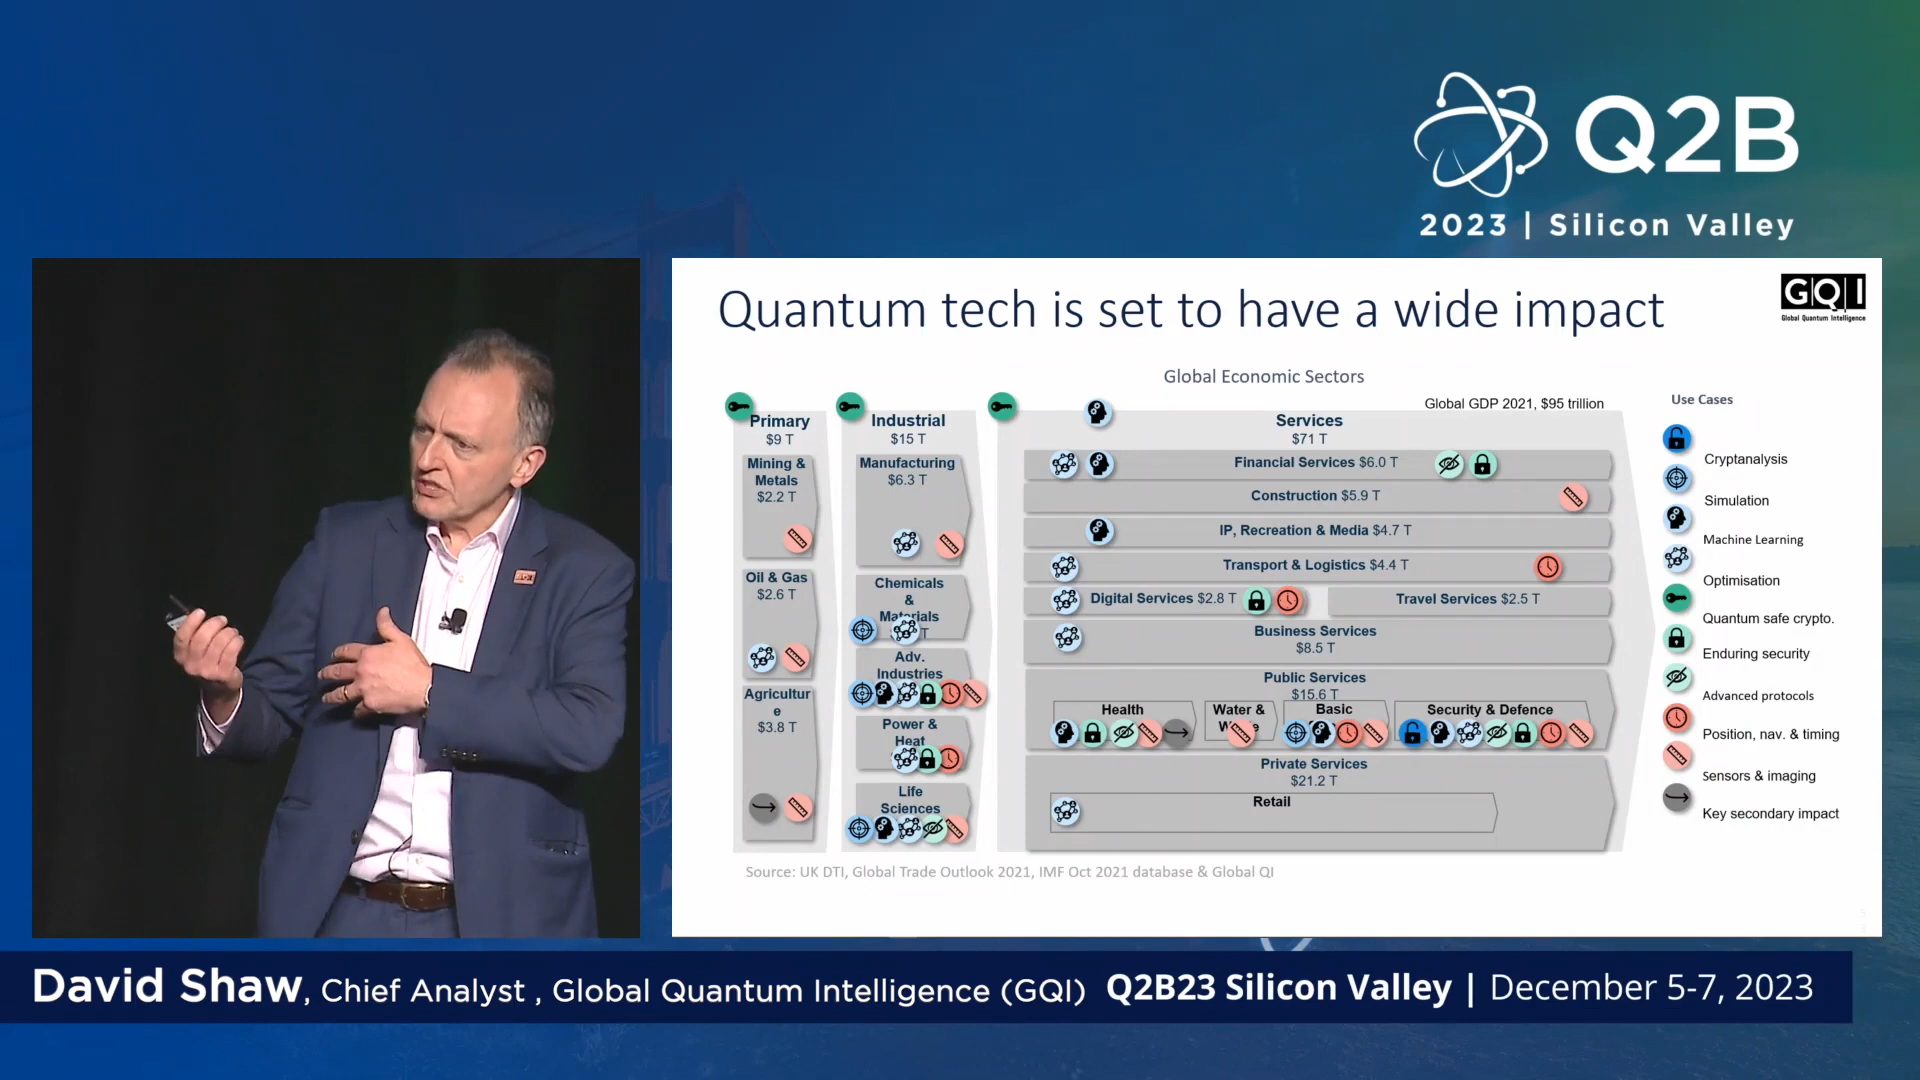 Q2B
2023 | Silicon Valley
Quantum tech is set to have a wide impact
GQI
Global Quantum Intelligence
Global Economic Sectors
Global GDP 2021, $95 trillion
Primary
$9 T
Mining &
Metals
$2.2 T
Oil & Gas
$2.6 T
Agricultur
e
$3.8 T
Industrial
$15 T
Manufacturing
$6.3 T
Chemicals
&
Materials
T
Adv.
Industries
Power &
Heat
Life
Sciences
Services
$71 T
Financial Services $6.0 T
Construction $5.9 T
IP, Recreation & Media $4.7 T
Transport & Logistics $4.4 T
Digital Services $2.8 T
Travel Services $2.5 T
Business Services
$8.5 T
Public Services
$15.6 T
Health
Water &
Basic
Security & Defence
Private Services
$21.2 T
Retail
Use Cases
Cryptanalysis
Simulation
Machine Learning
Optimisation
Quantum safe crypto.
Enduring security
Advanced protocols
Position, nav. & timing
Sensors & imaging
Key secondary impact
Source: UK DTI, Global Trade Outlook 2021, IMF Oct 2021 database & Global QI
David Shaw, Chief Analyst , Global Quantum Intelligence (GQI)
Q2B23 Silicon Valley | December 5-7, 2023